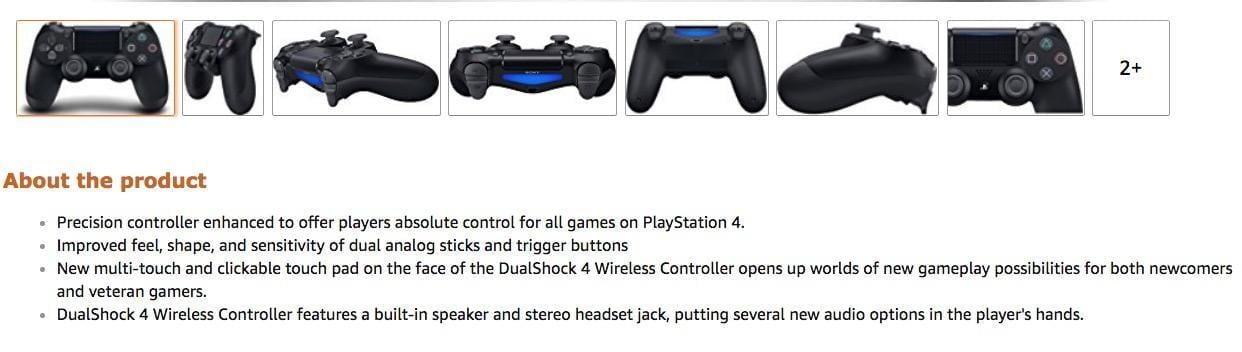 SONY
2+
About the product
Precision controller enhanced to offer players absolute control for all games on PlayStation 4.
Improved feel, shape, and sensitivity of dual analog sticks and trigger buttons
New multi-touch and clickable touch pad on the face of the DualShock 4 Wireless Controller opens up worlds of new gameplay possibilities for both newcomers
and veteran gamers.
DualShock 4 Wireless Controller features a built-in speaker and stereo headset jack, putting several new audio options in the player's hands.